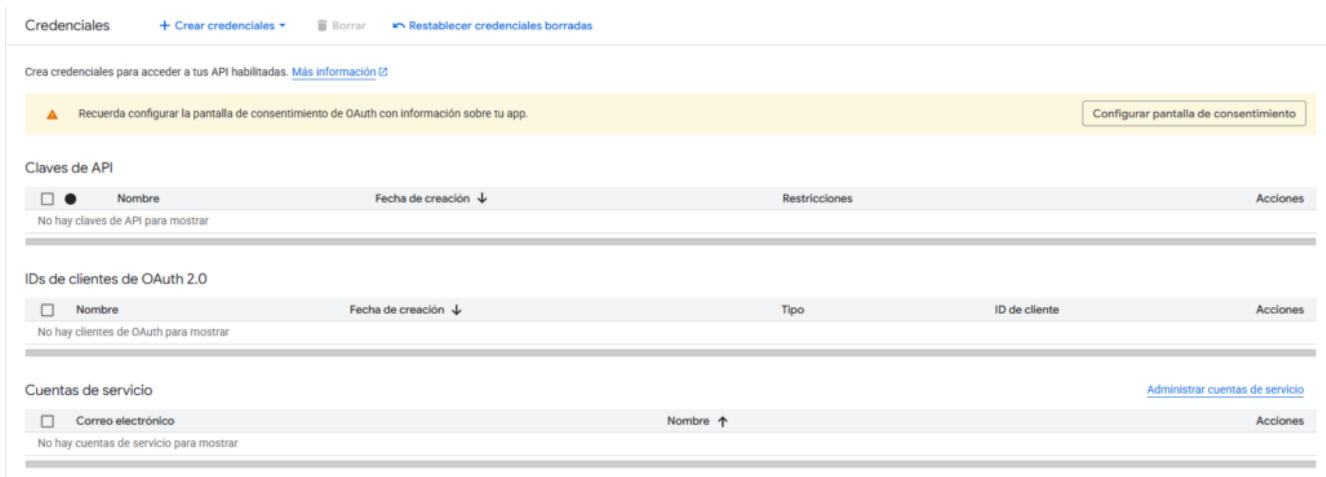 Credenciales + Crear credenciales Borrar Restablecer credenciales borradas
Crea credenciales para acceder a tus API habilitadas. Más información
Recuerda configurar la pantalla de consentimiento de OAuth con información sobre tu app. Configurar pantalla de consentimiento
Claves de API
Nombre Fecha de creación Restricciones Acciones
No hay claves de API para mostrar
IDs de clientes de OAuth 2.0
Nombre Fecha de creación Tipo ID de cliente Acciones
No hay clientes de OAuth para mostrar
Cuentas de servicio Administrar cuentas de servicio
Correo electrónico Nombre Acciones
No hay cuentas de servicio para mostrar